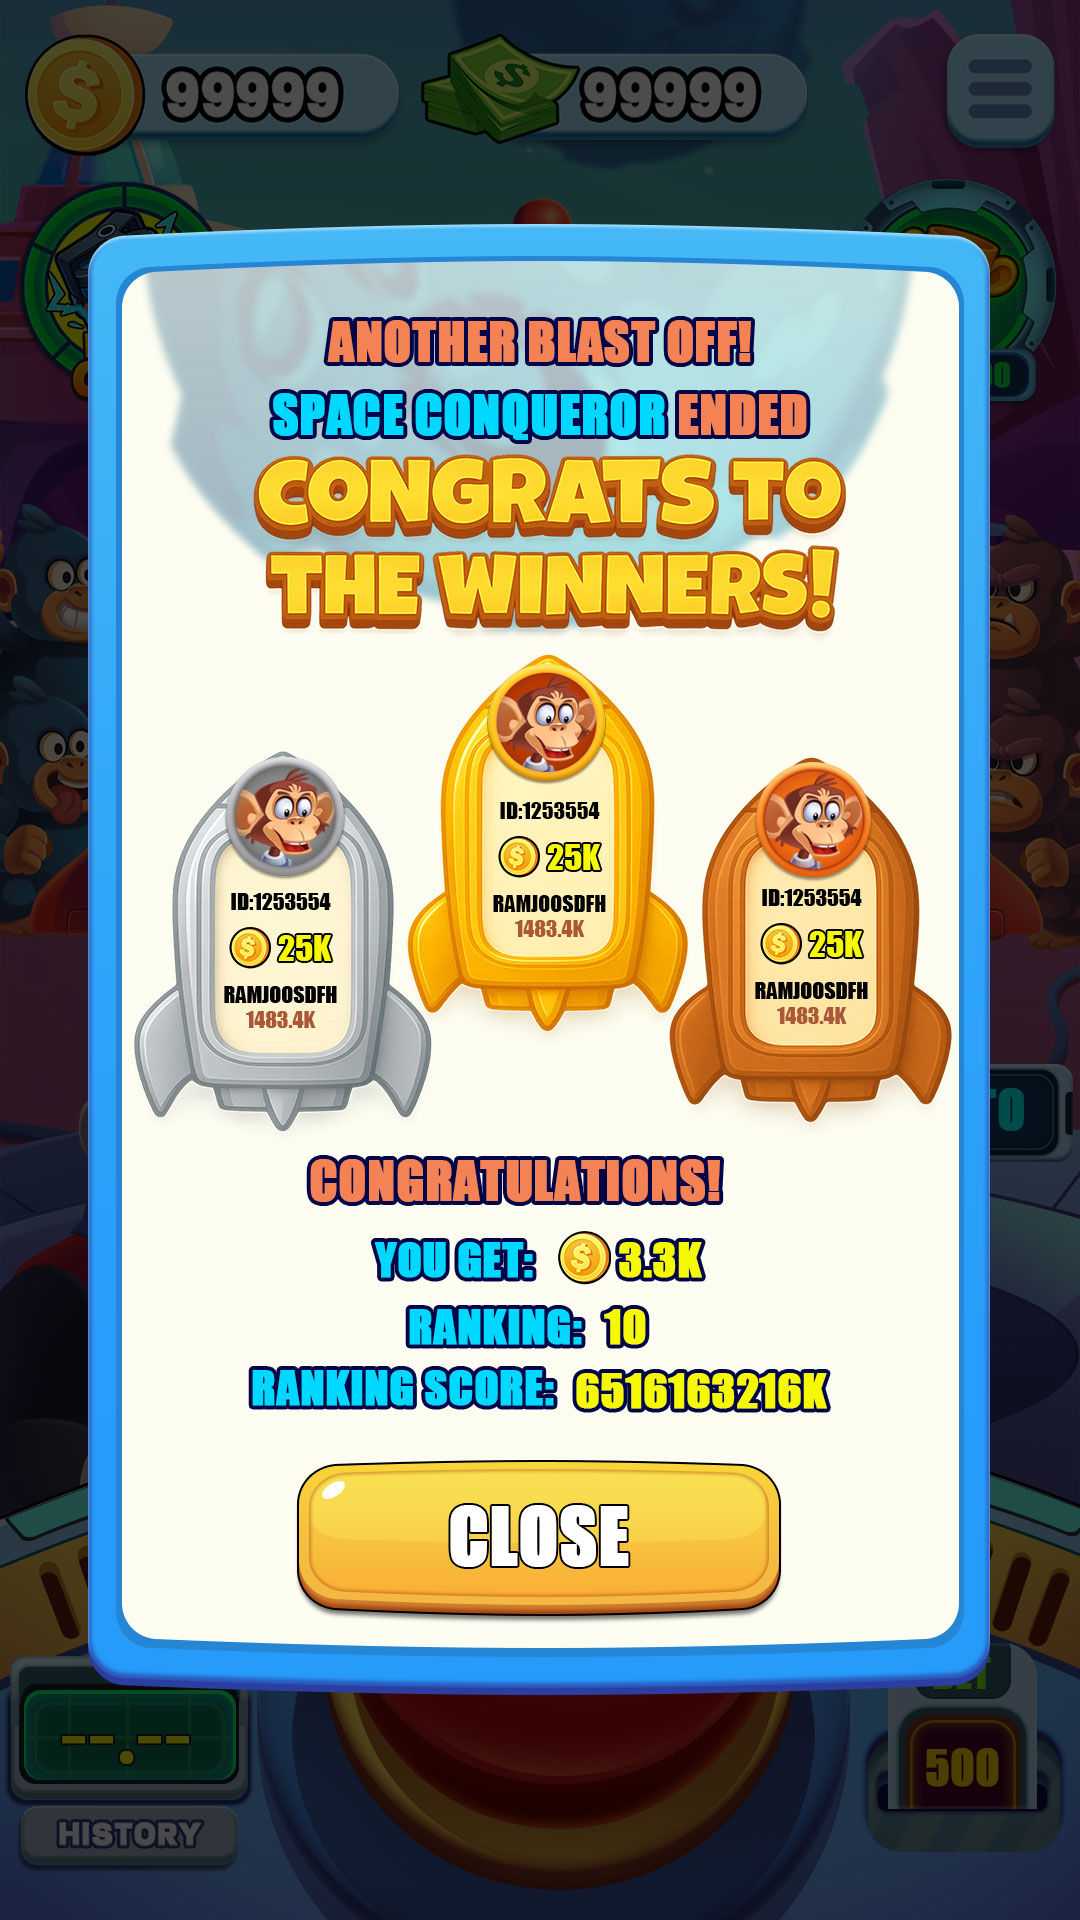 99999
99999
ANOTHER BLAST OFF!
SPACE CONQUEROR ENDED
CONGRATS TO
THE WINNERS!
ID:1253554
25K
RAMJOOSDFH
1483.4K
ID:1253554
25K
RAMJOOSDFH
1483.4K
ID:1253554
25K
RAMJOOSDFH
1483.4K
CONGRATULATIONS!
YOU GET: 3.3K
RANKING: 10
RANKING SCORE: 6516163216K
CLOSE
--.--
BET
500
HISTORY